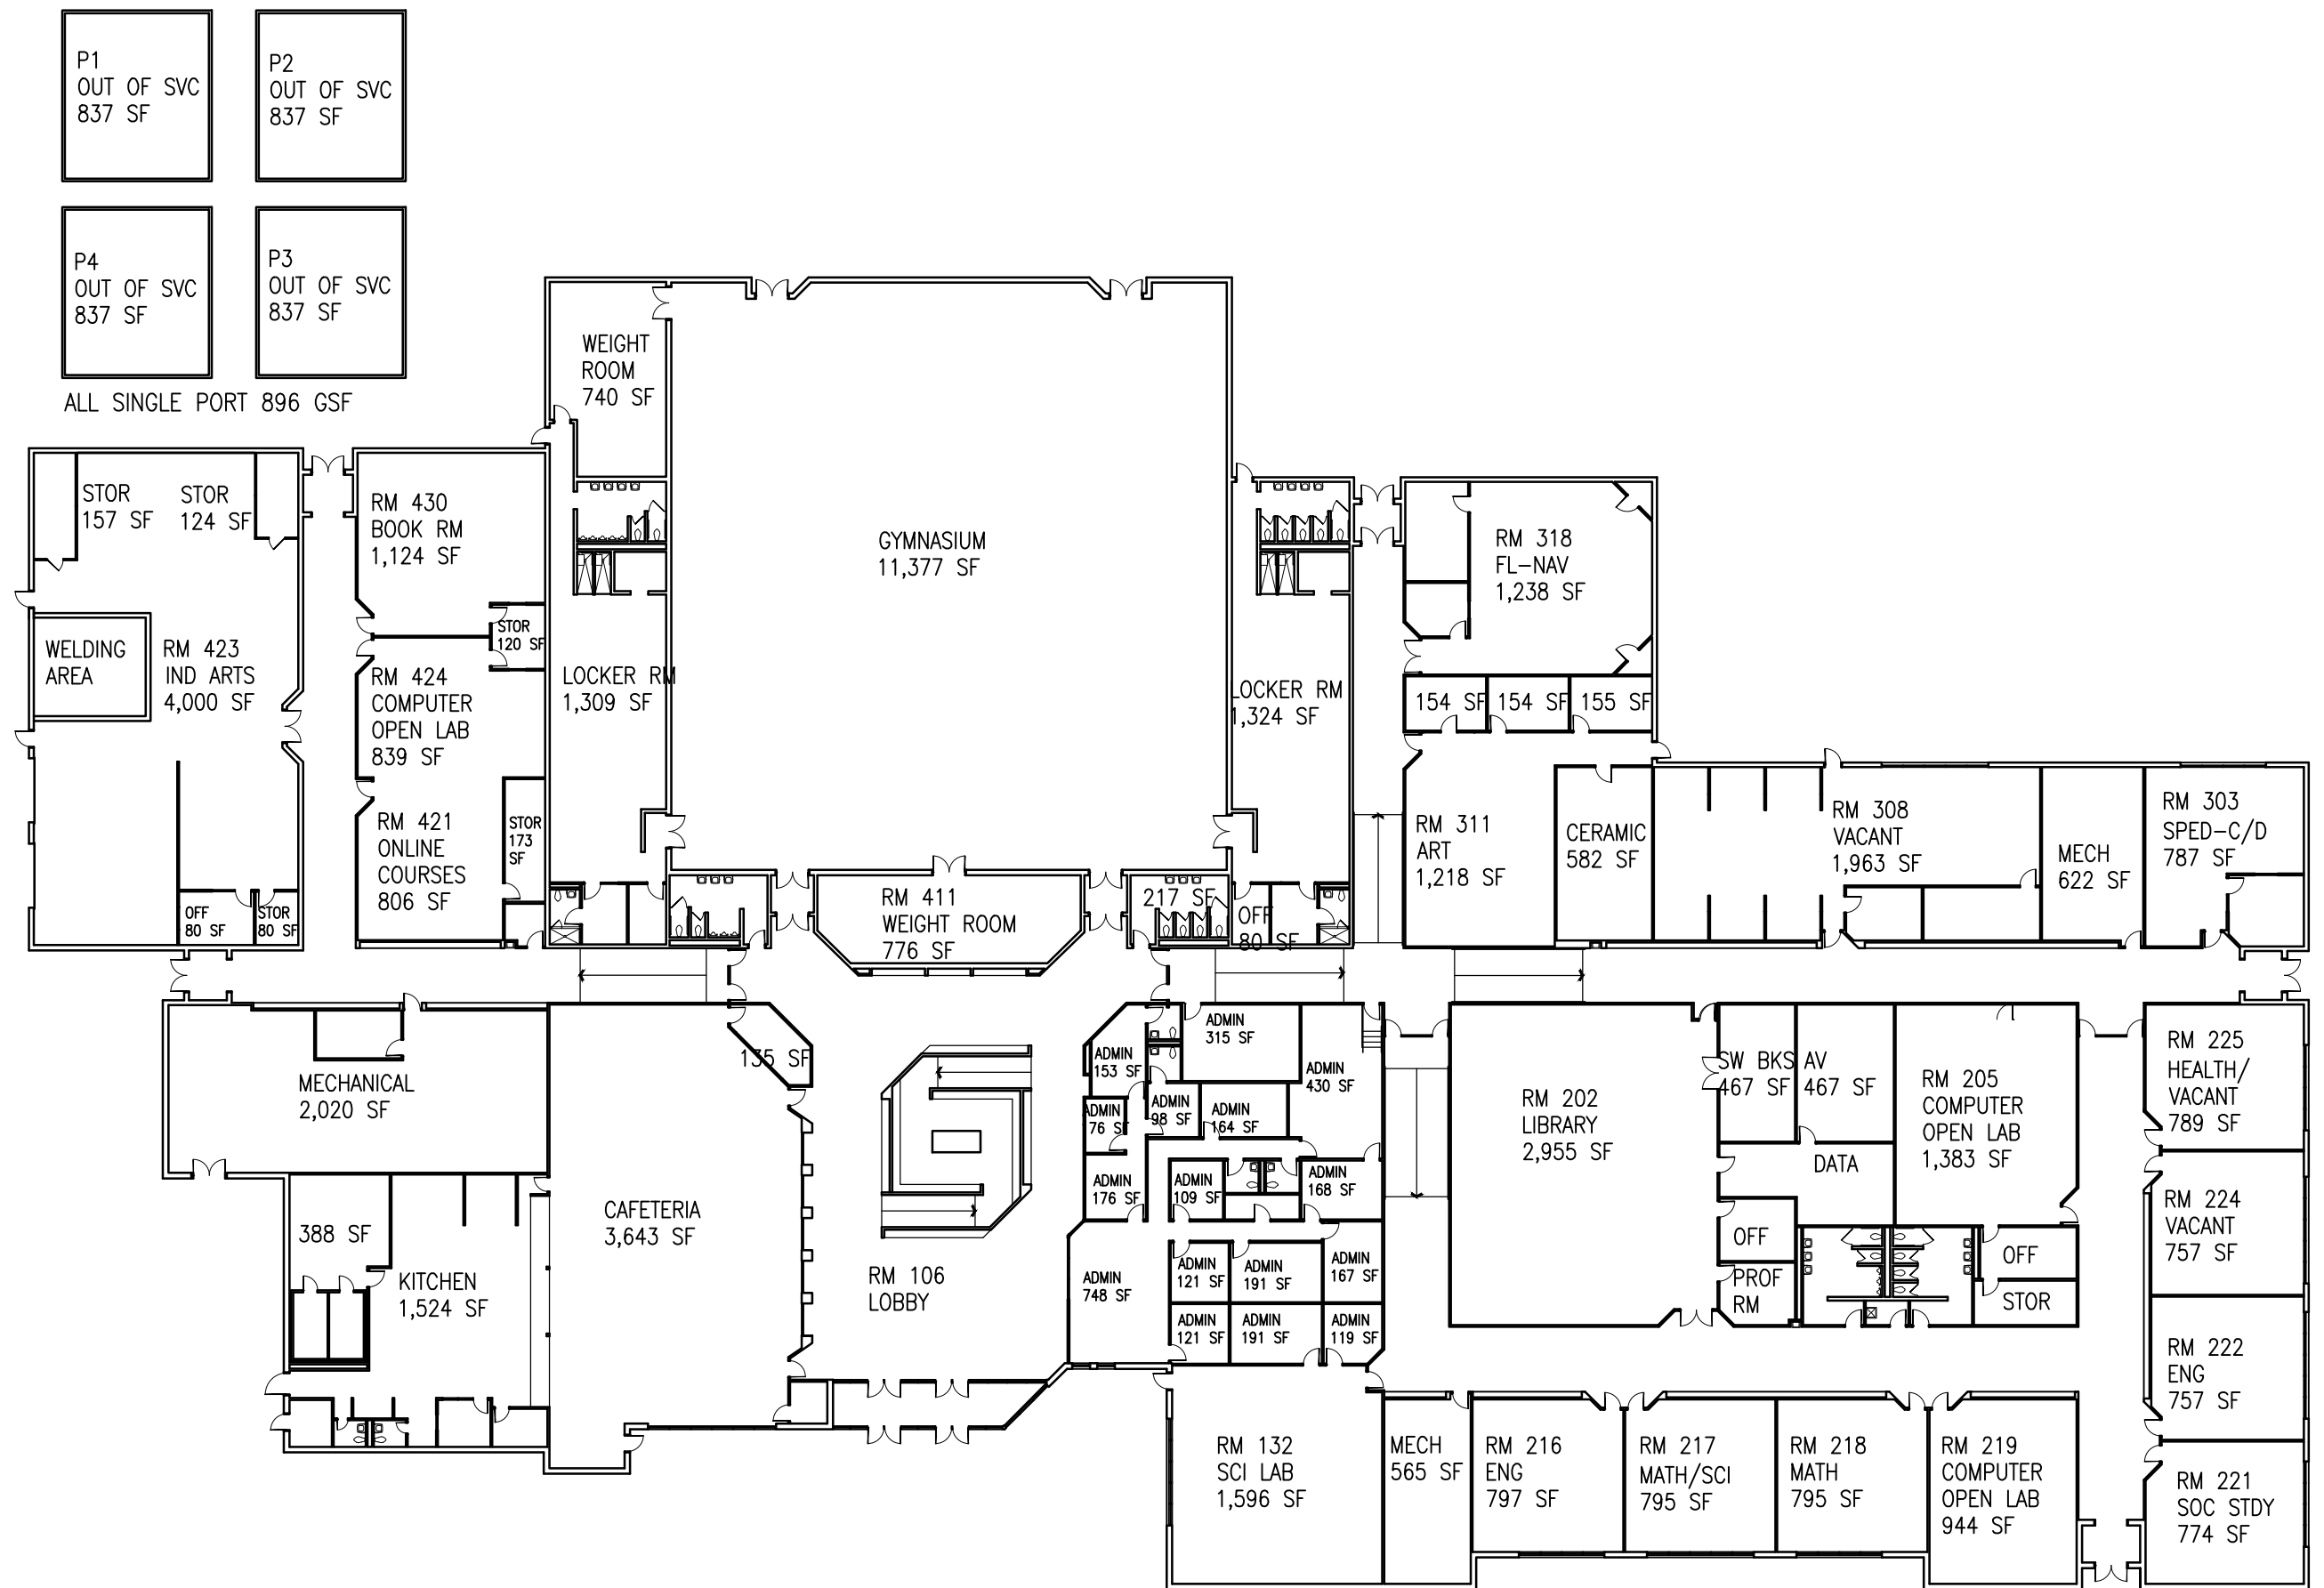 P1
OUT OF SVC
837 SF
P2
OUT OF SVC
837 SF
P4
OUT OF SVC
837 SF
P3
OUT OF SVC
837 SF
ALL SINGLE PORT 896 GSF
WEIGHT
ROOM
740 SF
STOR
157 SF
STOR
124 SF
RM 430
BOOK RM
1,124 SF
GYMNASIUM
11,377 SF
RM 318
FL-NAV
1,238 SF
WELDING
AREA
RM 423
IND ARTS
4,000 SF
STOR
120 SF
RM 424
COMPUTER
OPEN LAB
839 SF
LOCKER RM
1,309 SF
LOCKER RM
1,324 SF
154 SF
154 SF
155 SF
RM 421
ONLINE
COURSES
806 SF
STOR
173
SF
RM 311
ART
1,218 SF
CERAMIC
582 SF
RM 308
VACANT
1,963 SF
MECH
622 SF
RM 303
SPED-C/D
787 SF
OFF
80 SF
STOR
80 SF
RM 411
WEIGHT ROOM
776 SF
217 SF
OFF
80 SF
MECHANICAL
2,020 SF
135 SF
ADMIN
153 SF
ADMIN
315 SF
ADMIN
430 SF
ADMIN
76 SF
ADMIN
98 SF
ADMIN
164 SF
ADMIN
176 SF
ADMIN
109 SF
ADMIN
168 SF
ADMIN
748 SF
ADMIN
121 SF
ADMIN
191 SF
ADMIN
167 SF
ADMIN
121 SF
ADMIN
191 SF
ADMIN
119 SF
RM 202
LIBRARY
2,955 SF
SW BKS
467 SF
AV
467 SF
RM 205
COMPUTER
OPEN LAB
1,383 SF
DATA
OFF
PROF
RM
OFF
STOR
RM 225
HEALTH/
VACANT
789 SF
RM 224
VACANT
757 SF
RM 222
ENG
757 SF
RM 221
SOC STDY
774 SF
388 SF
KITCHEN
1,524 SF
CAFETERIA
3,643 SF
RM 106
LOBBY
RM 132
SCI LAB
1,596 SF
MECH
565 SF
RM 216
ENG
797 SF
RM 217
MATH/SCI
795 SF
RM 218
MATH
795 SF
RM 219
COMPUTER
OPEN LAB
944 SF